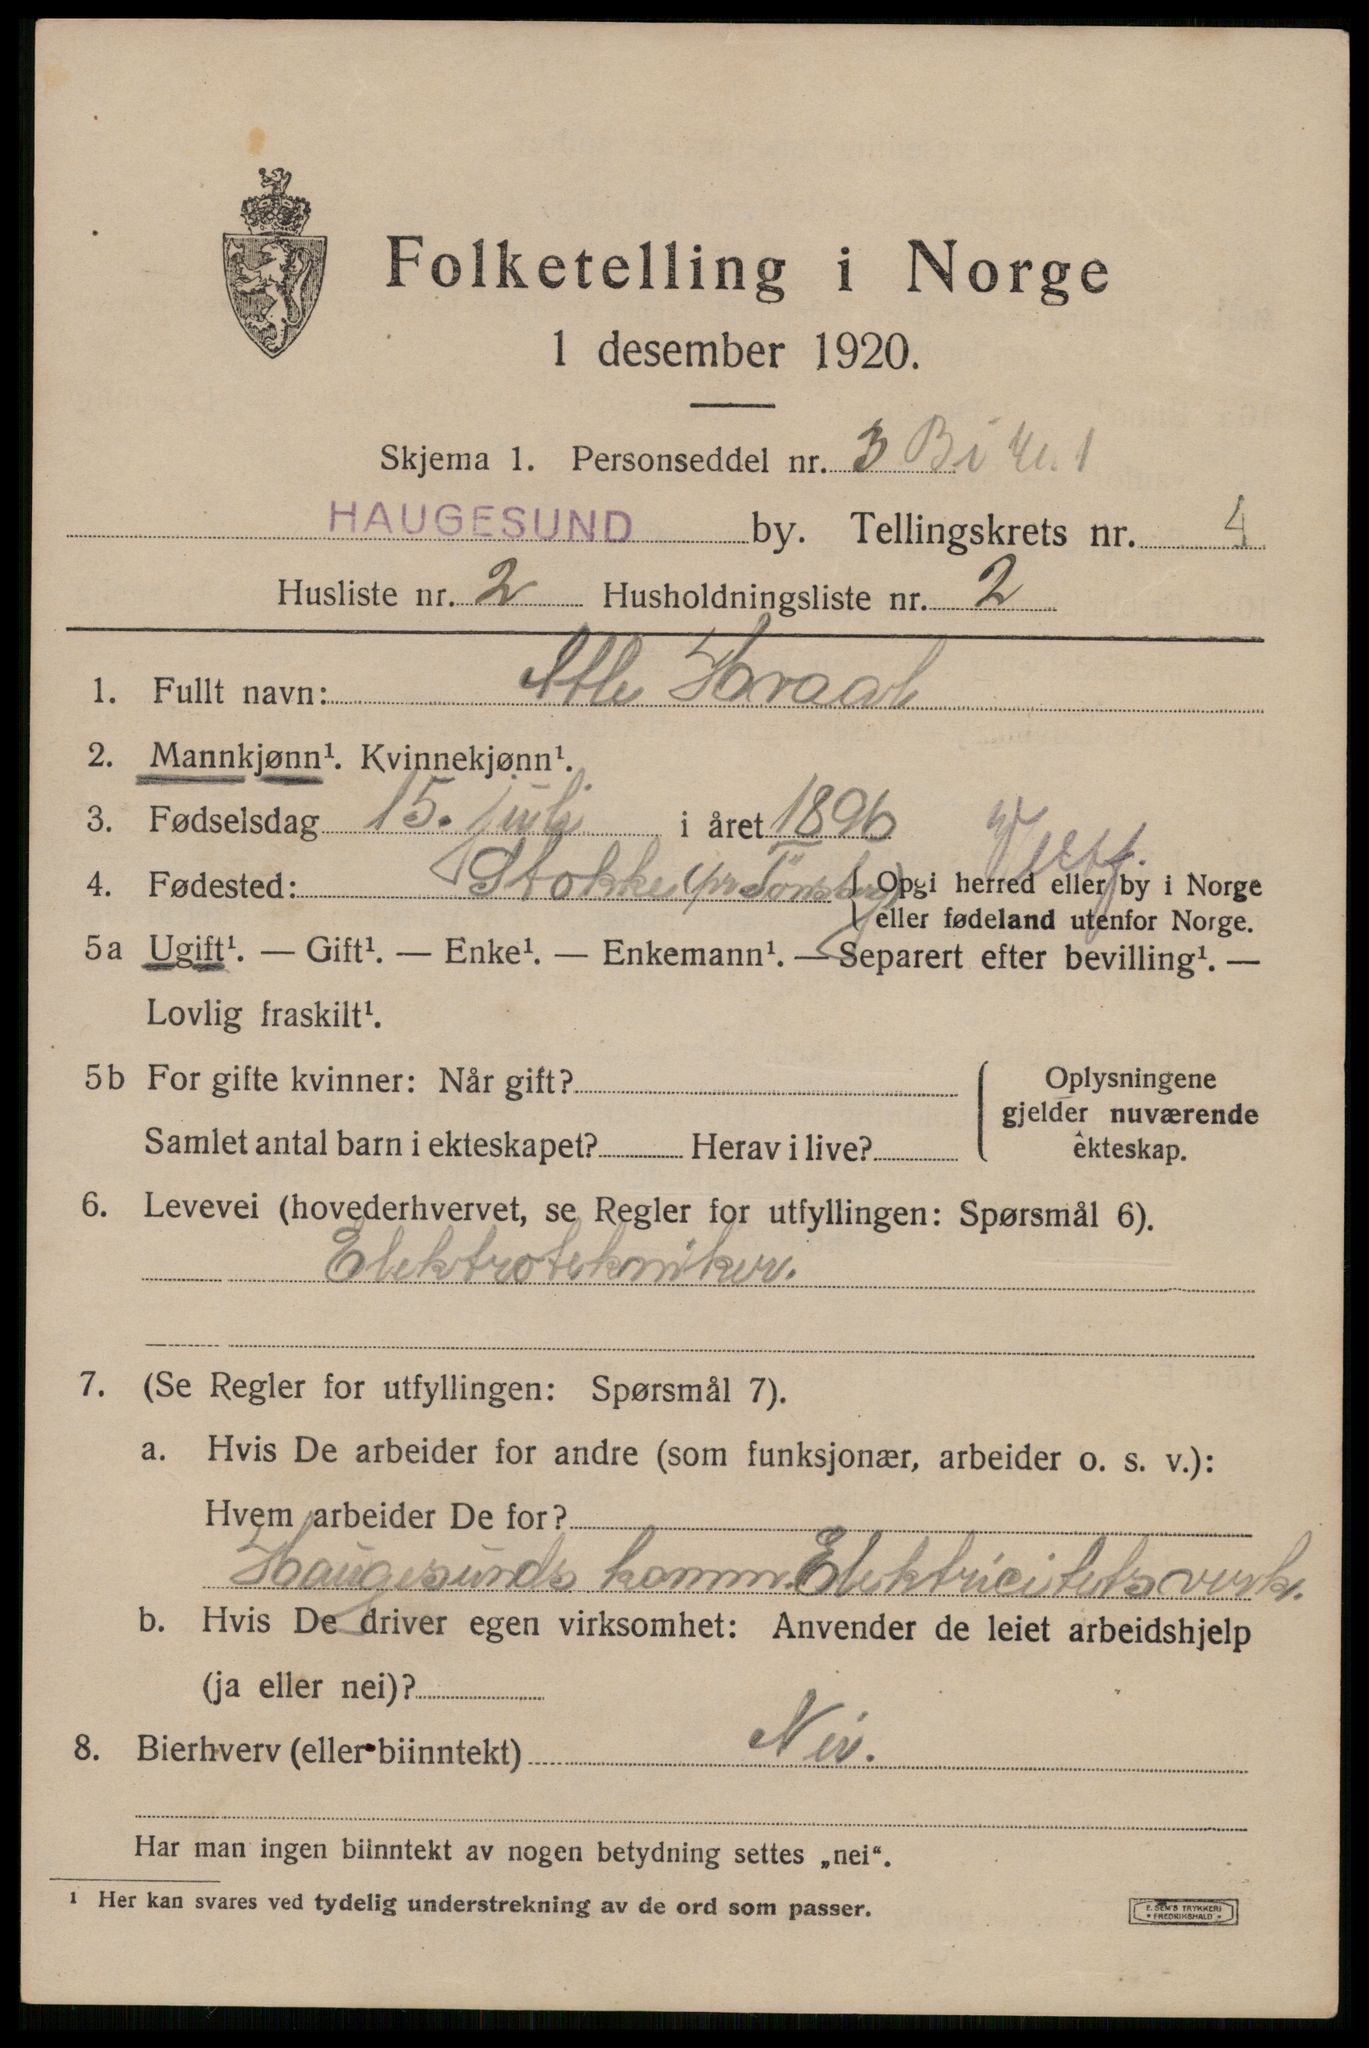 Folketelling i Norge
1 desember 1920.
Skjema 1. Personseddel nr. 3
HAUGESUND by. Tellingskrets nr. 4
Husliste nr. 2 Husholdningsliste nr. 2
1. Fullt navn: Atle
2. Mannkjønn¹. Kvinnekjønn¹.
3. Fødselsdag 15. juli i året 1896
4. Fødested: Stokke pr Tönsberg { Opgi herred eller by i Norge
eller fødeland utenfor Norge.
5a Ugift¹. — Gift¹. — Enke¹. — Enkemann¹. — Separert efter bevilling¹. —
Lovlig fraskilt¹.
5b For gifte kvinner: Når gift?
Samlet antal barn i ekteskapet? Herav i live?
Oplysningene
gjelder nuværende
ekteskap.
6. Levevei (hovederhvervet, se Regler for utfyllingen: Spørsmål 6).
Elektrotekniker.
7. (Se Regler for utfyllingen: Spørsmål 7).
a. Hvis De arbeider for andre (som funksjonær, arbeider o. s. v.):
Hvem arbeider De for?
Haugesunds komm. Elektricitetsverk.
b. Hvis De driver egen virksomhet: Anvender de leiet arbeidshjelp
(ja eller nei)?
8. Bierhverv (eller biinntekt) Nei.
Har man ingen biinntekt av nogen betydning settes „nei“.
¹ Her kan svares ved tydelig understrekning av de ord som passer.
E. SEM'S TRYKKERI
• FREDRIKSHALD •